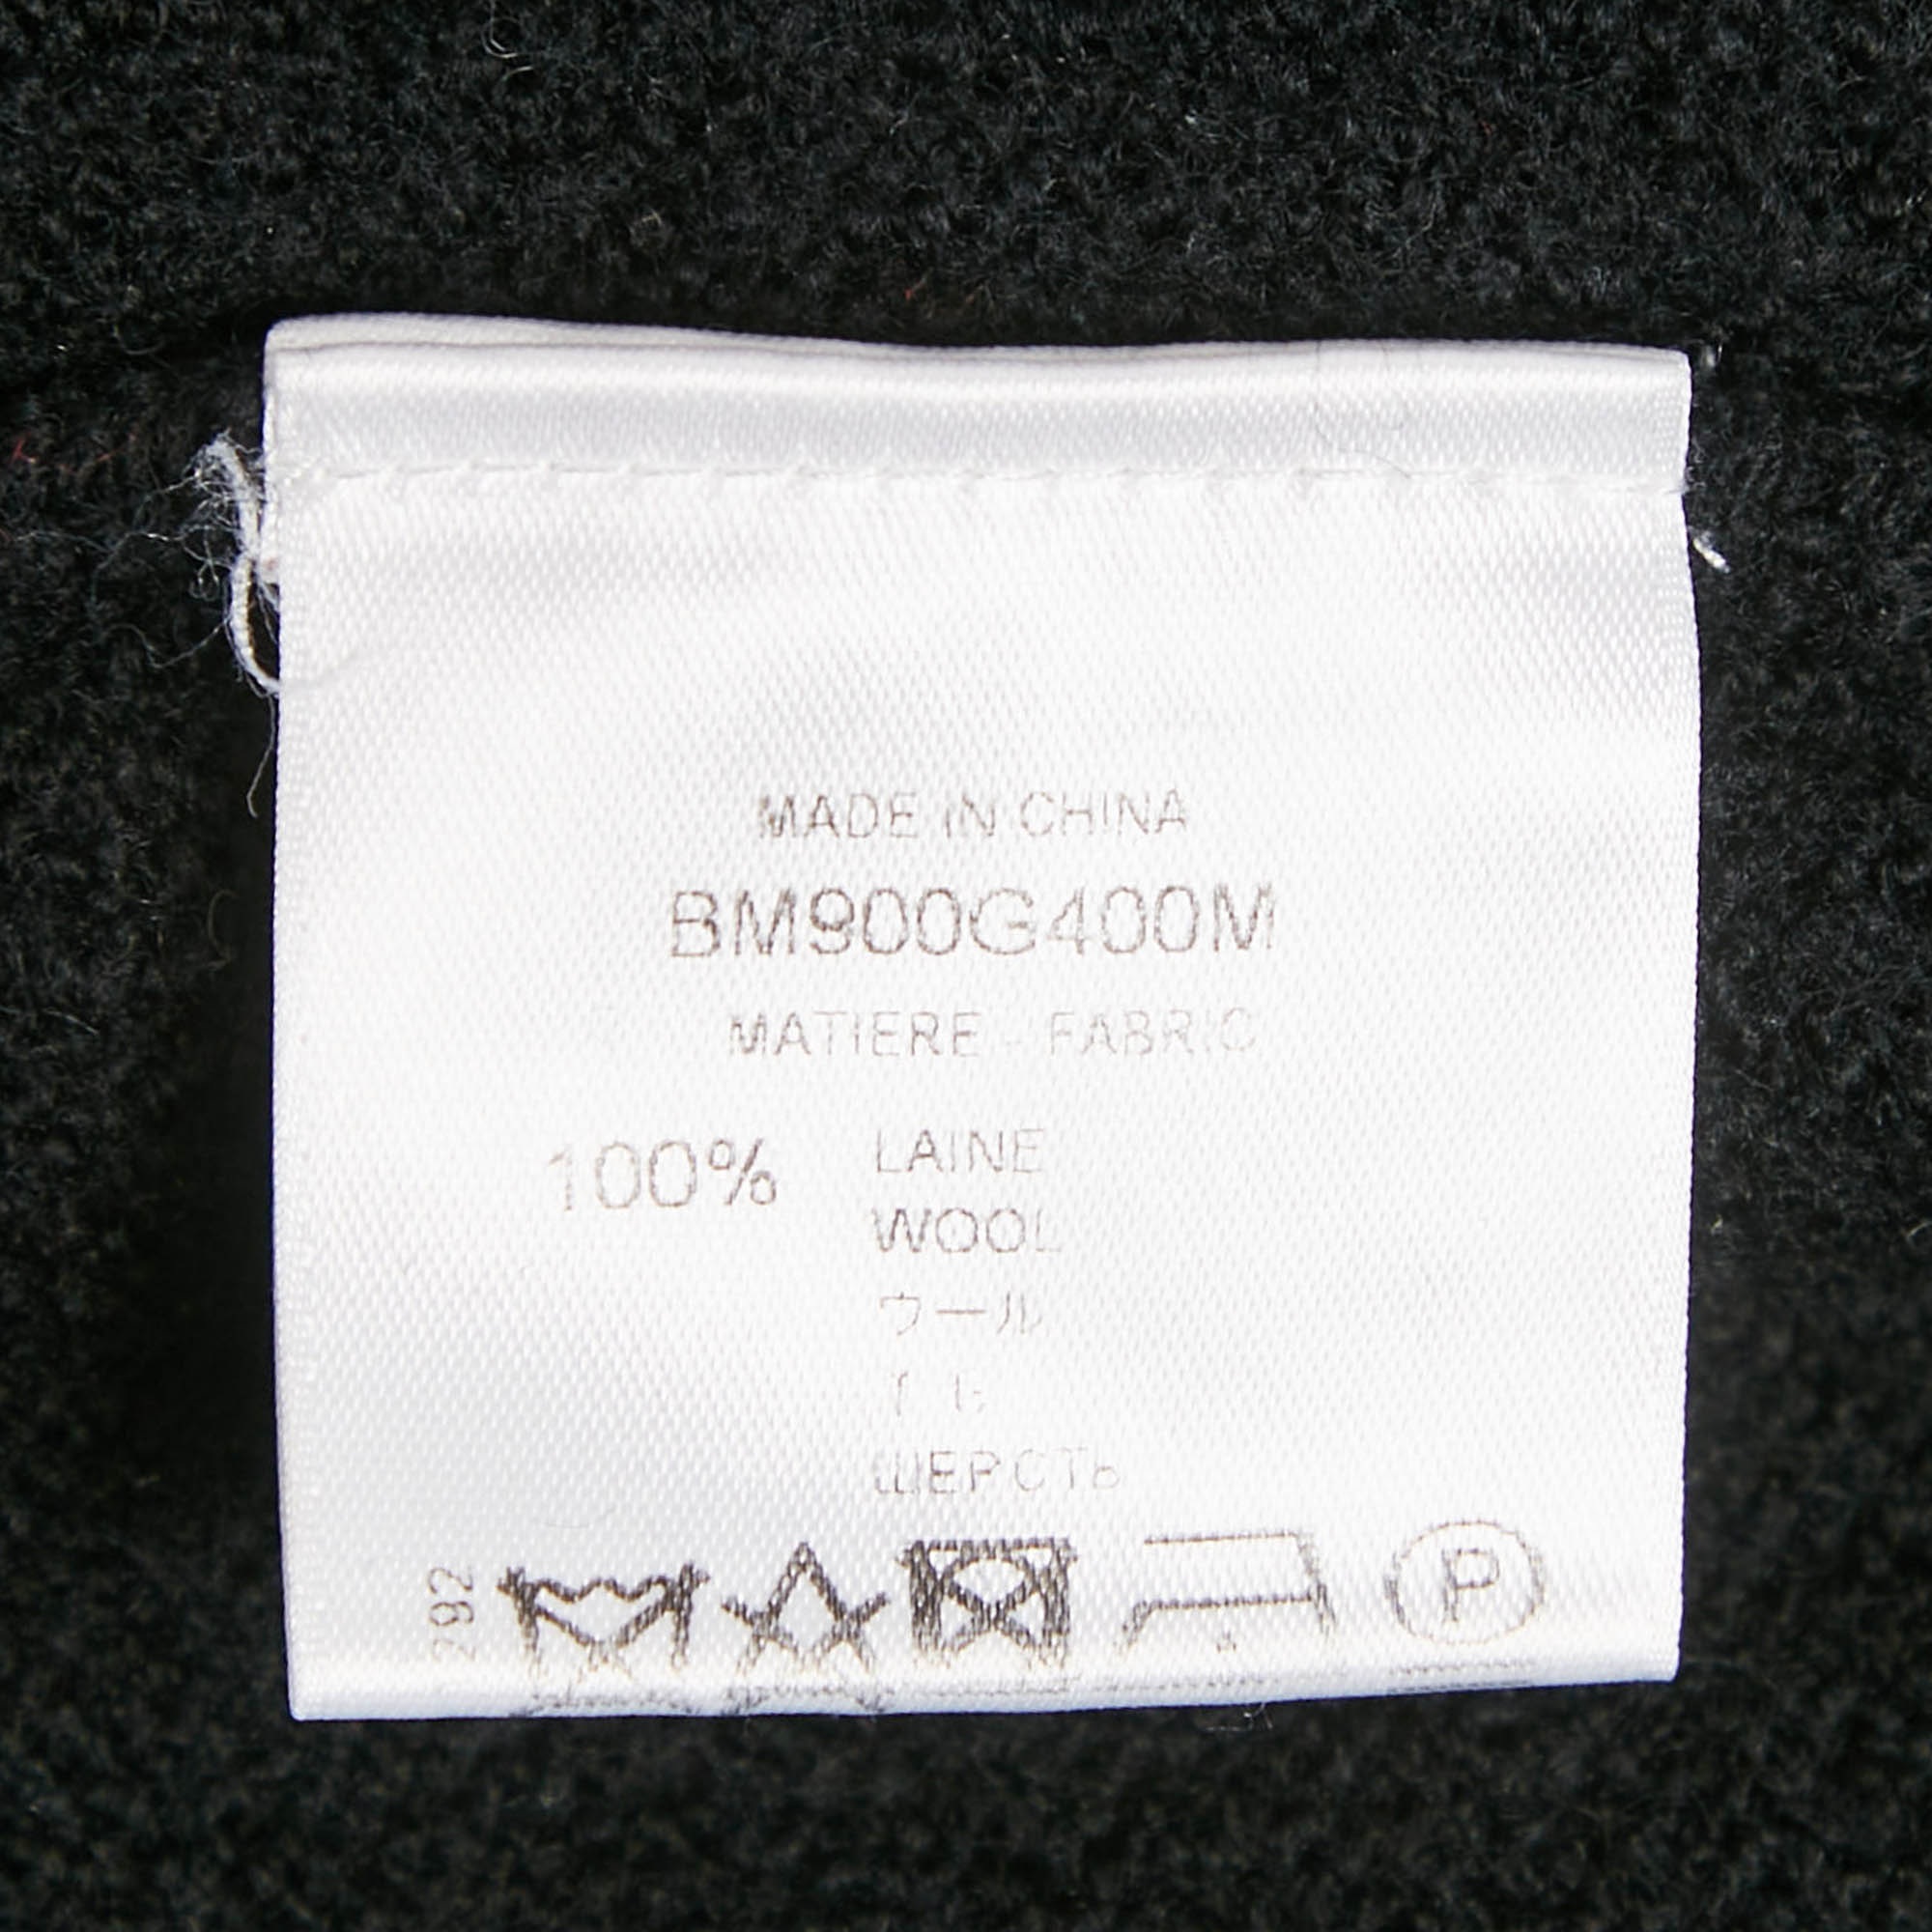 MADE IN CHINA
BM900G400M
MATIERE - FABRIC
100% LAINE
WOOL
ウール
ШЕРСТЬ
292
P